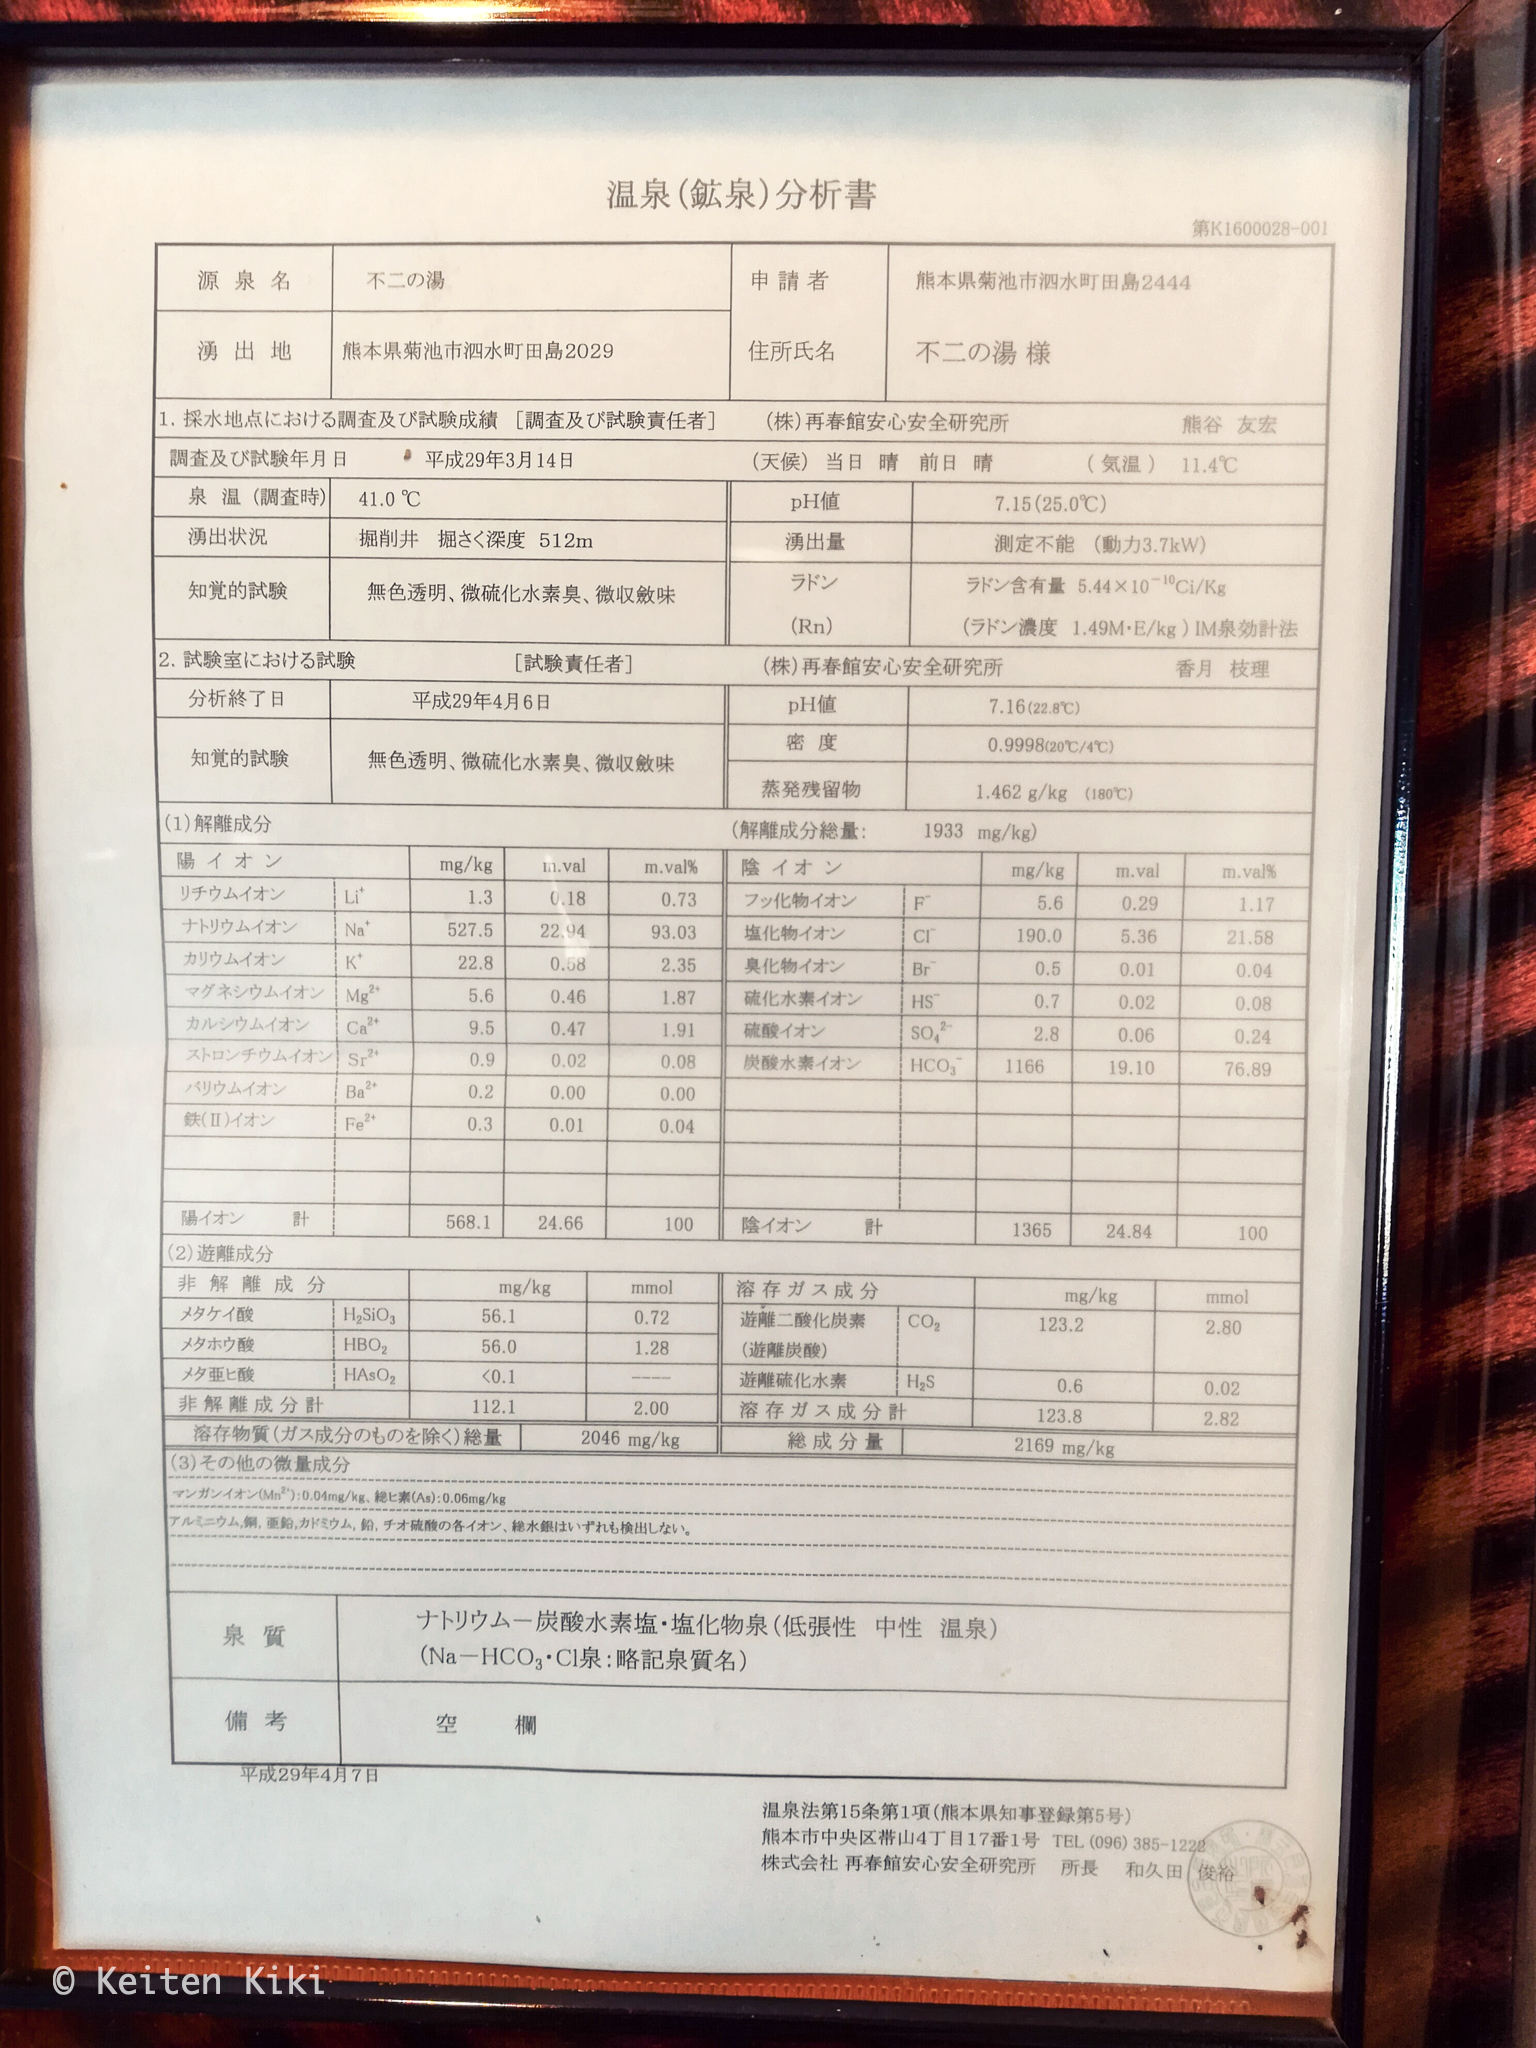 温泉(鉱泉)分析書
第K1600028-001
源泉名 不二の湯 申請者 熊本県菊池市泗水町田島2444
湧出地 熊本県菊池市泗水町田島2029 住所氏名 不二の湯 様
1. 採水地点における調査及び試験成績 [調査及び試験責任者] (株)再春館安心安全研究所 熊谷 友宏
調査及び試験年月日 平成29年3月14日 (天候) 当日 晴 前日 晴 (気温) 11.4℃
泉温(調査時) 41.0℃ pH値 7.15(25.0℃)
湧出状況 掘削井 掘さく深度 512m 湧出量 測定不能 (動力3.7kW)
知覚的試験 無色透明、微硫化水素臭、微収斂味 ラドン ラドン含有量 5.44×10⁻¹⁰Ci/Kg
(Rn) (ラドン濃度 1.49M・E/kg)IM泉効計法
2. 試験室における試験 [試験責任者] (株)再春館安心安全研究所 香月 枝理
分析終了日 平成29年4月6日 pH値 7.16(22.8℃)
密度 0.9998(20℃/4℃)
知覚的試験 無色透明、微硫化水素臭、微収斂味
蒸発残留物 1.462 g/kg (180℃)
(1)解離成分 (解離成分総量: 1933 mg/kg)
陽イオン mg/kg m.val m.val% 陰イオン mg/kg m.val m.val%
リチウムイオン Li⁺ 1.3 0.18 0.73 フッ化物イオン F⁻ 5.6 0.29 1.17
ナトリウムイオン Na⁺ 527.5 22.94 93.03 塩化物イオン Cl⁻ 190.0 5.36 21.58
カリウムイオン K⁺ 22.8 0.58 2.35 臭化物イオン Br⁻ 0.5 0.01 0.04
マグネシウムイオン Mg²⁺ 5.6 0.46 1.87 硫化水素イオン HS⁻ 0.7 0.02 0.08
カルシウムイオン Ca²⁺ 9.5 0.47 1.91 硫酸イオン SO₄²⁻ 2.8 0.06 0.24
ストロンチウムイオン Sr²⁺ 0.9 0.02 0.08 炭酸水素イオン HCO₃⁻ 1166 19.10 76.89
バリウムイオン Ba²⁺ 0.2 0.00 0.00
鉄(Ⅱ)イオン Fe²⁺ 0.3 0.01 0.04
陽イオン 計 568.1 24.66 100 陰イオン 計 1365 24.84 100
(2)遊離成分
非解離成分 mg/kg mmol 溶存ガス成分 mg/kg mmol
メタケイ酸 H₂SiO₃ 56.1 0.72 遊離二酸化炭素 CO₂ 123.2 2.80
メタホウ酸 HBO₂ 56.0 1.28 (遊離炭酸)
メタ亜ヒ酸 HAsO₂ <0.1 ---- 遊離硫化水素 H₂S 0.6 0.02
非解離成分計 112.1 2.00 溶存ガス成分計 123.8 2.82
溶存物質(ガス成分のものを除く)総量 2046 mg/kg 総成分量 2169 mg/kg
(3)その他の微量成分
マンガンイオン(Mn²⁺):0.04mg/kg、総ヒ素(As):0.06mg/kg
アルミニウム,銅, 亜鉛,カドミウム, 鉛, チオ硫酸の各イオン、総水銀はいずれも検出しない。
泉質 ナトリウム－炭酸水素塩・塩化物泉(低張性 中性 温泉)
(Na－HCO₃・Cl泉:略記泉質名)
備考 空欄
平成29年4月7日
温泉法第15条第1項(熊本県知事登録第5号)
熊本市中央区帯山4丁目17番1号 TEL (096) 385-1222
株式会社 再春館安心安全研究所 所長 和久田 俊裕
© Keiten Kiki